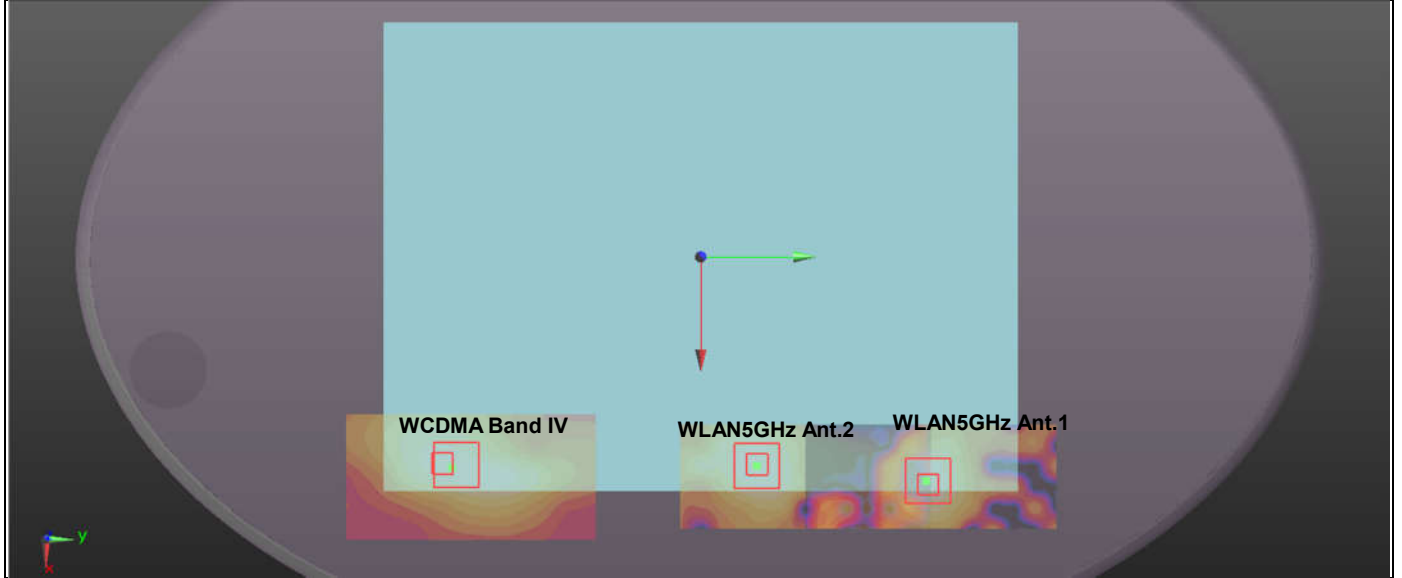 WCDMA Band IV
WLAN5GHz Ant.2
WLAN5GHz Ant.1
y
x